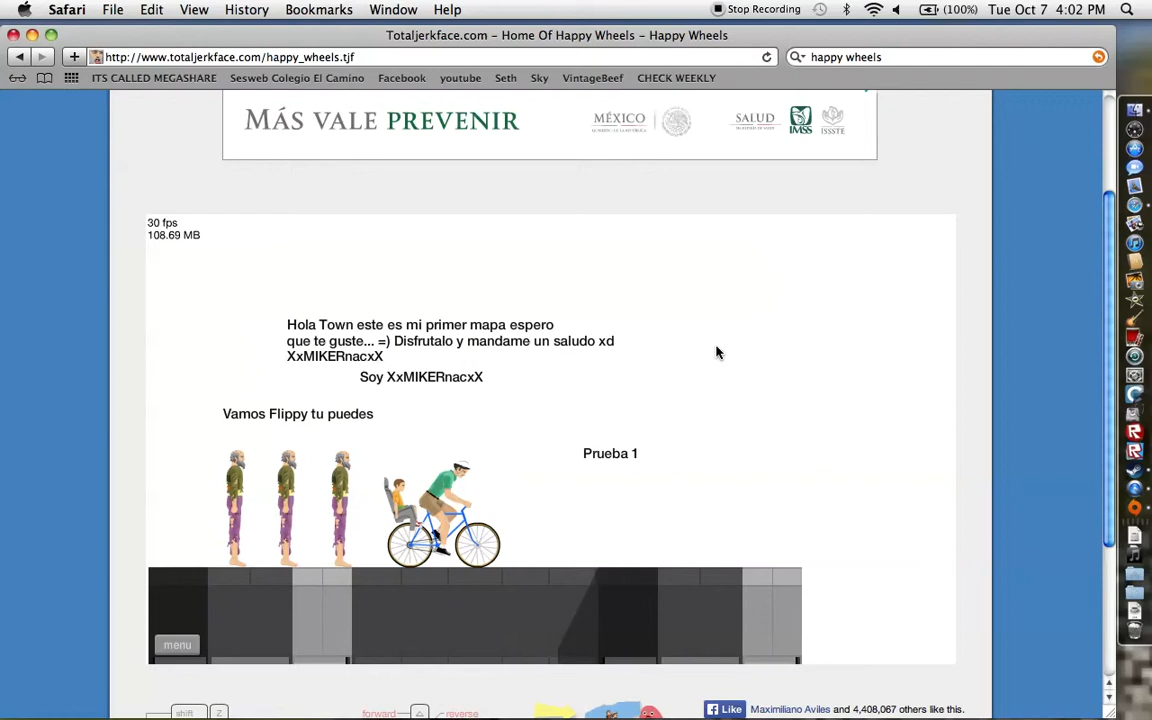 Safari File Edit View History Bookmarks Window Help Stop Recording (100%) Tue Oct 7 4:02 PM
Totaljerkface.com - Home Of Happy Wheels - Happy Wheels
http://www.totaljerkface.com/happy_wheels.tjf happy wheels
ITS CALLED MEGASHARE Sesweb Colegio El Camino Facebook youtube Seth Sky VintageBeef CHECK WEEKLY
MÁS VALE PREVENIR MÉXICO SALUD IMSS ISSSTE
30 fps
108.69 MB
Hola Town este es mi primer mapa espero
que te guste... =) Disfrutalo y mandame un saludo xd
XxMIKERnacxX
Soy XxMIKERnacxX
Vamos Flippy tu puedes
Prueba 1
menu
shift Z forward reverse
Like Maximiliano Aviles and 4,408,067 others like this.